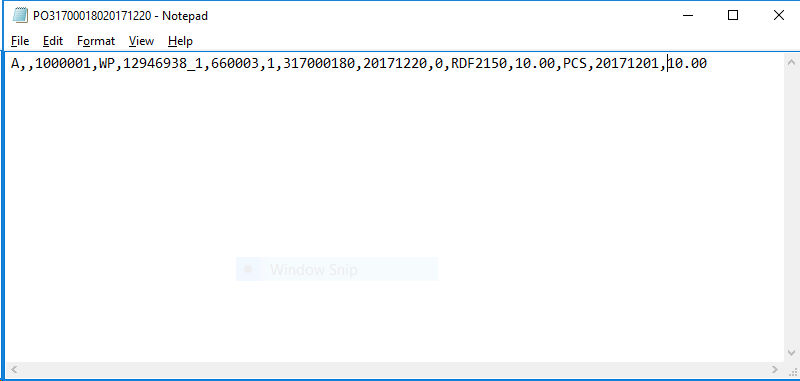 PO31700018020171220 - Notepad
File Edit Format View Help
A,,1000001,WP,12946938_1,660003,1,317000180,20171220,0,RDF2150,10.00,PCS,20171201,10.00
Window Snip